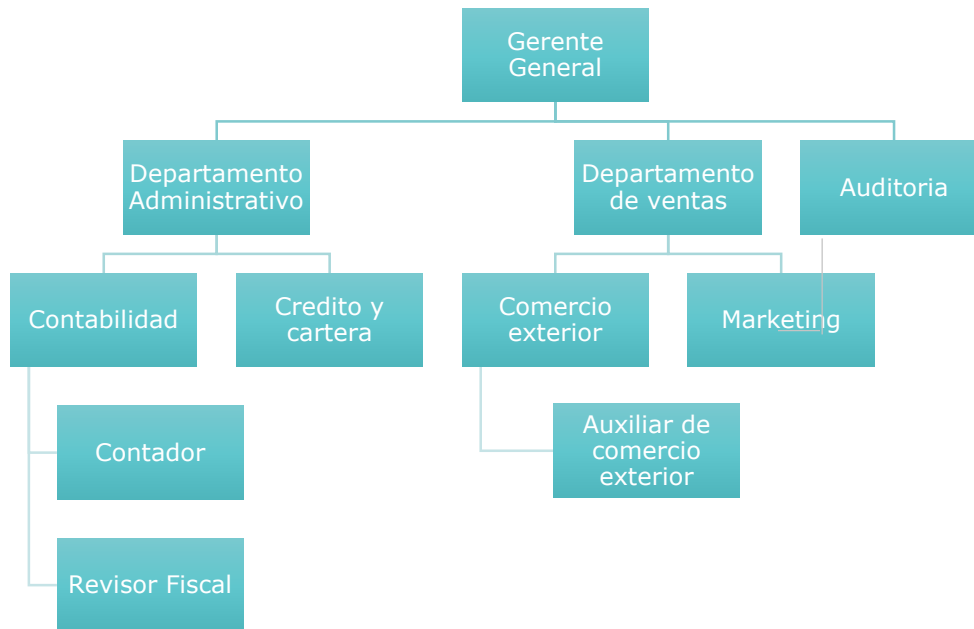 Gerente
General
Departamento
Administrativo
Departamento
de ventas
Auditoria
Contabilidad
Credito y
cartera
Comercio
exterior
Marketing
Contador
Auxiliar de
comercio
exterior
Revisor Fiscal